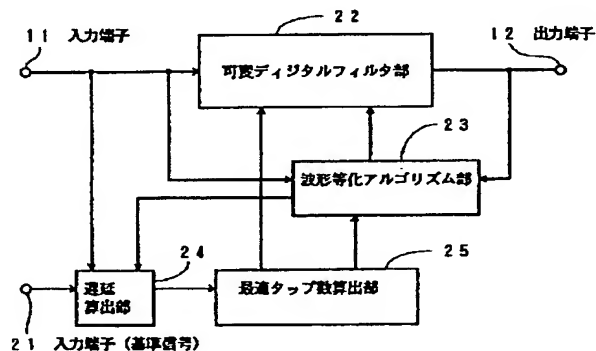 22
11 入力端子
12 出力端子
可変ディジタルフィルタ部
23
波形等化アルゴリズム部
24
25
遅延
算出部
最適タップ数算出部
21 入力端子(基準信号)